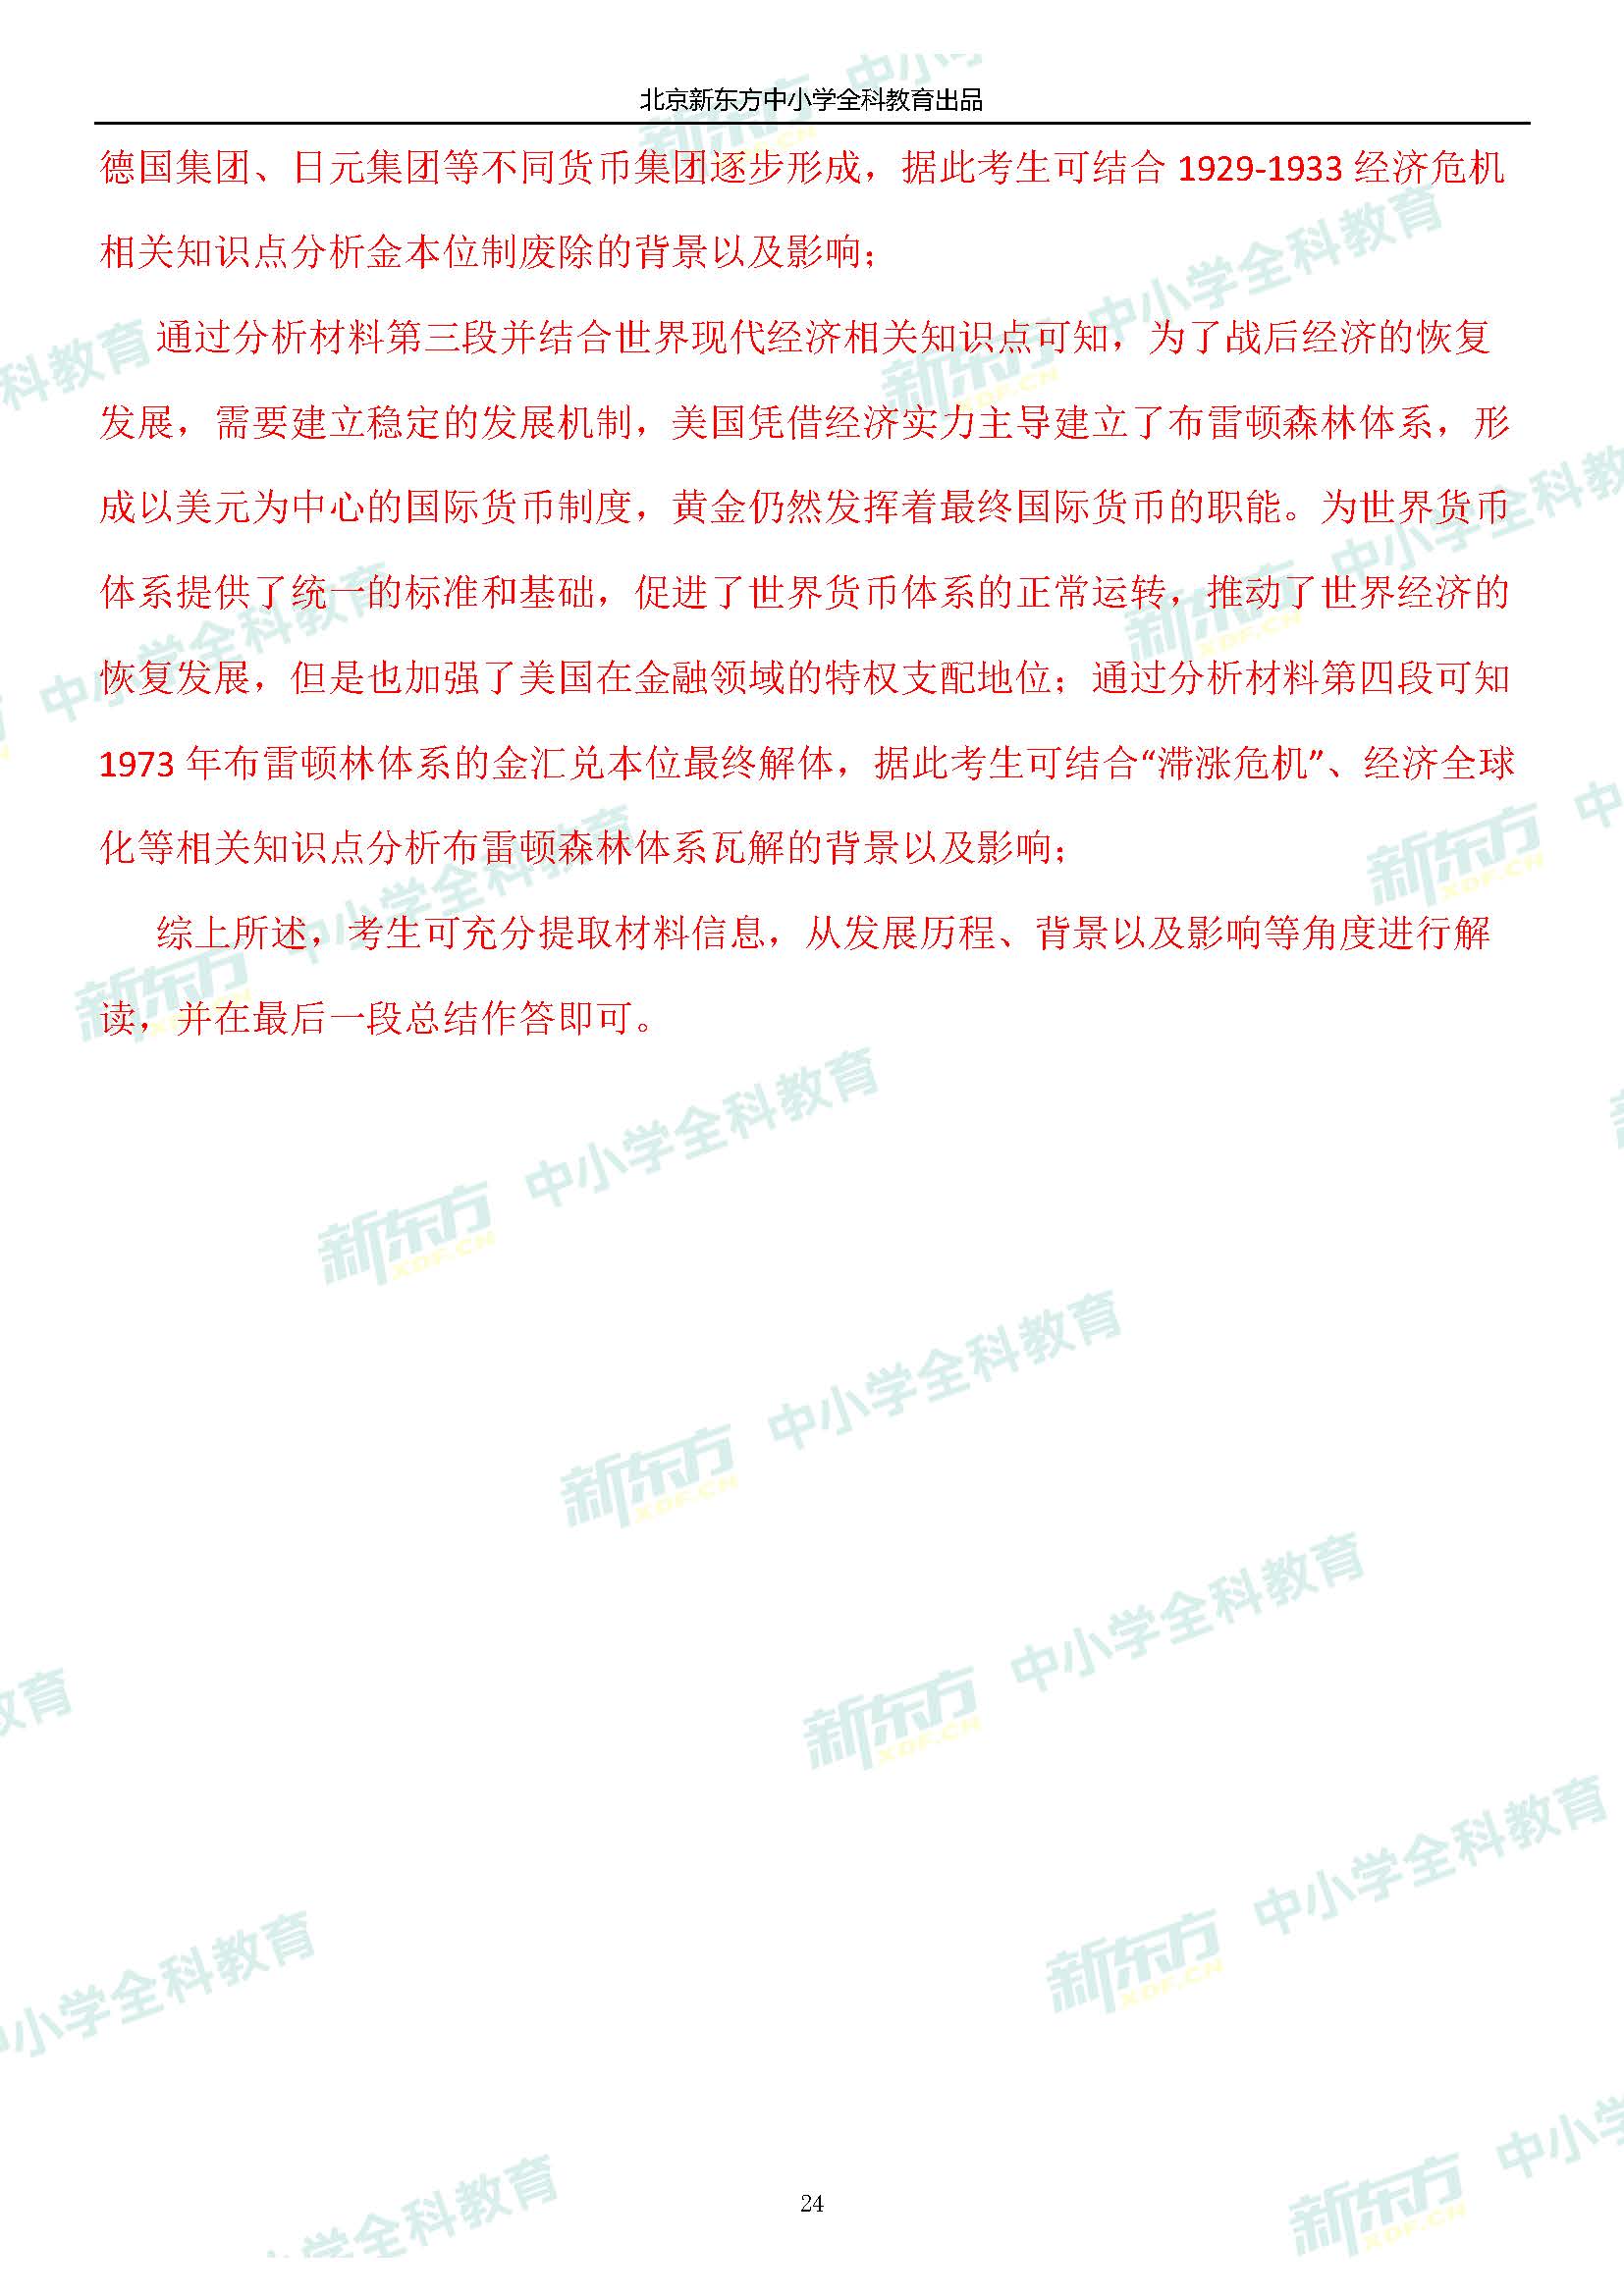 北京新东方中小学全科教育出品
德国集团、日元集团等不同货币集团逐步形成，据此考生可结合 1929-1933 经济危机
相关知识点分析金本位制废除的背景以及影响；
通过分析材料第三段并结合世界现代经济相关知识点可知，为了战后经济的恢复
发展，需要建立稳定的发展机制，美国凭借经济实力主导建立了布雷顿森林体系，形
成以美元为中心的国际货币制度，黄金仍然发挥着最终国际货币的职能。为世界货币
体系提供了统一的标准和基础，促进了世界货币体系的正常运转，推动了世界经济的
恢复发展，但是也加强了美国在金融领域的特权支配地位；通过分析材料第四段可知
1973 年布雷顿林体系的金汇兑本位最终解体，据此考生可结合“滞涨危机”、经济全球
化等相关知识点分析布雷顿森林体系瓦解的背景以及影响；
综上所述，考生可充分提取材料信息，从发展历程、背景以及影响等角度进行解
读，并在最后一段总结作答即可。
新东方 XDF.CN 中小学全科教育
24